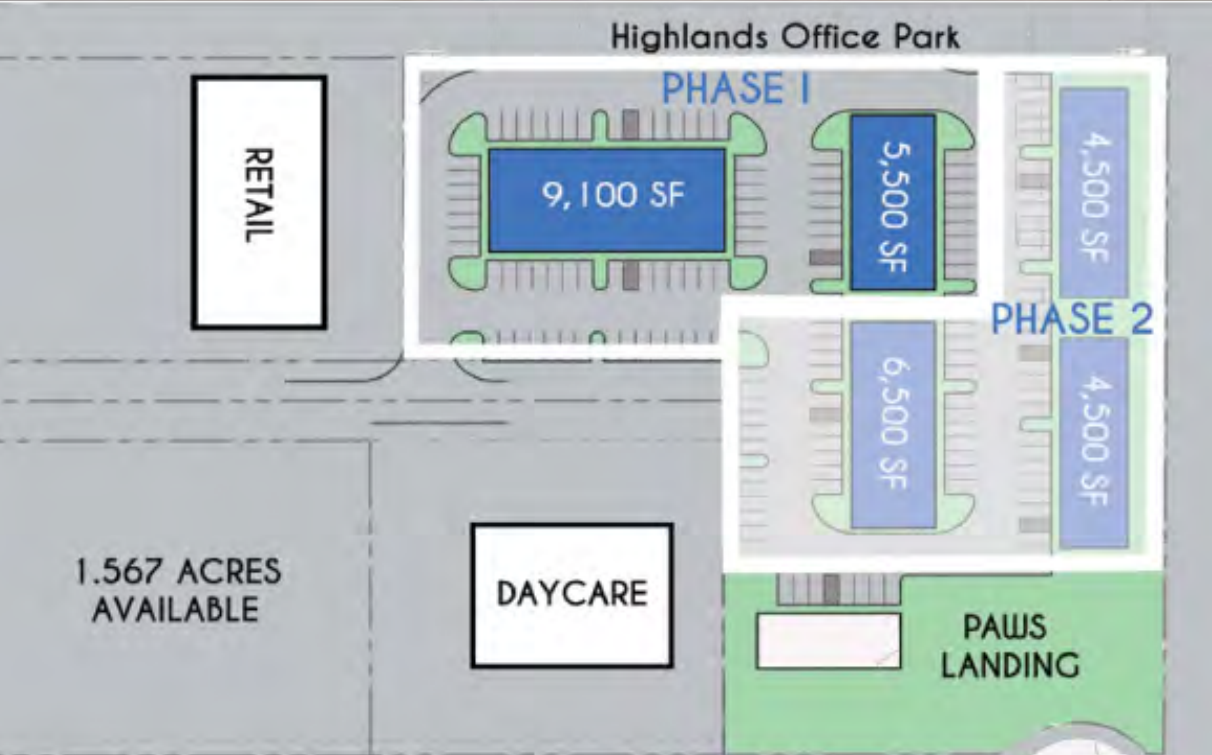 Highlands Office Park
PHASE 1
RETAIL
9,100 SF
5,500 SF
4,500 SF
PHASE 2
6,500 SF
4,500 SF
1.567 ACRES
AVAILABLE
DAYCARE
PAWS
LANDING